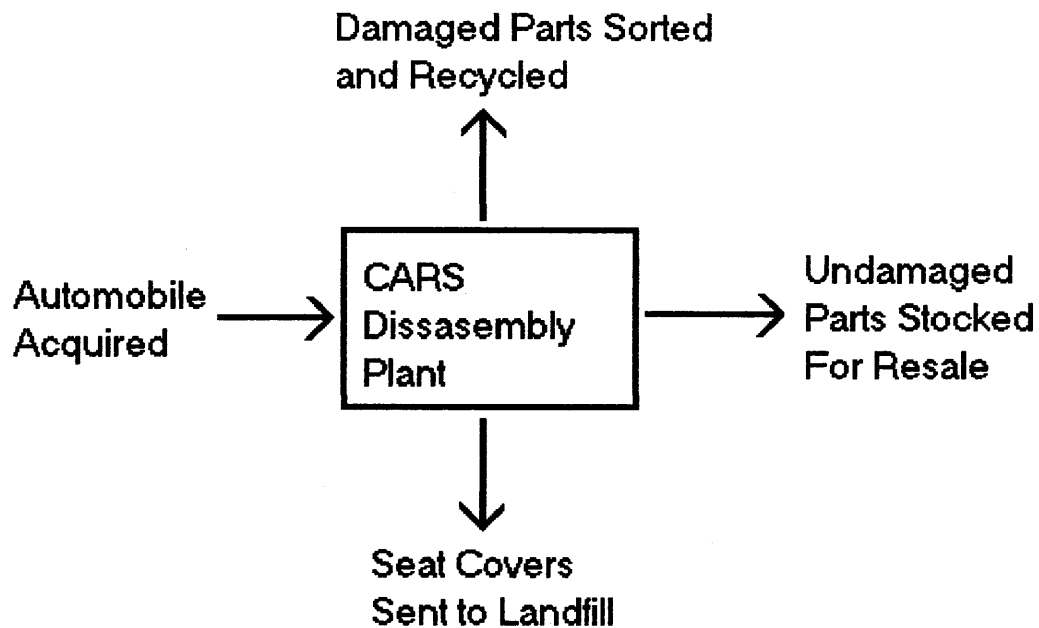 Damaged Parts Sorted
and Recycled
Automobile
Acquired
CARS
Dissasembly
Plant
Undamaged
Parts Stocked
For Resale
Seat Covers
Sent to Landfill